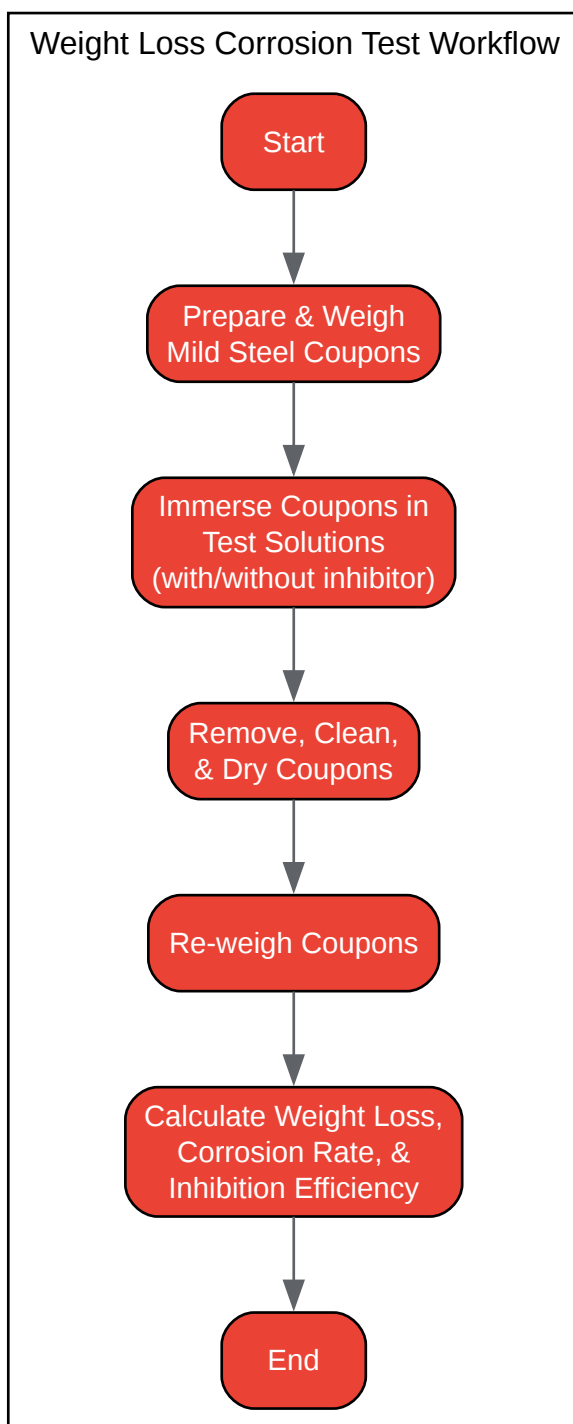 Weight Loss Corrosion Test Workflow
Start
Prepare & Weigh
Mild Steel Coupons
Immerse Coupons in
Test Solutions
(with/without inhibitor)
Remove, Clean,
& Dry Coupons
Re-weigh Coupons
Calculate Weight Loss,
Corrosion Rate, &
Inhibition Efficiency
End